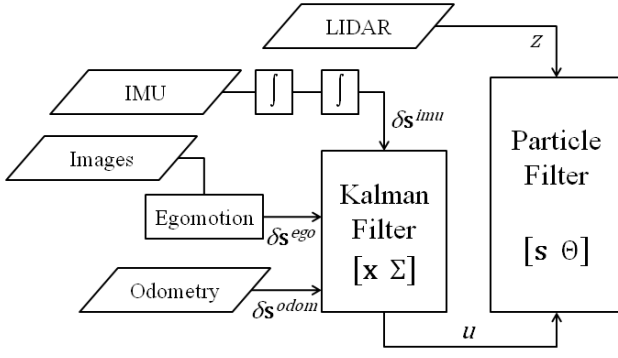 LIDAR
z
IMU
∫
∫
δs^{imu}
Images
Particle
Filter
[s Θ]
Kalman
Filter
[x Σ]
Egomotion
δs^{ego}
Odometry
δs^{odom}
u